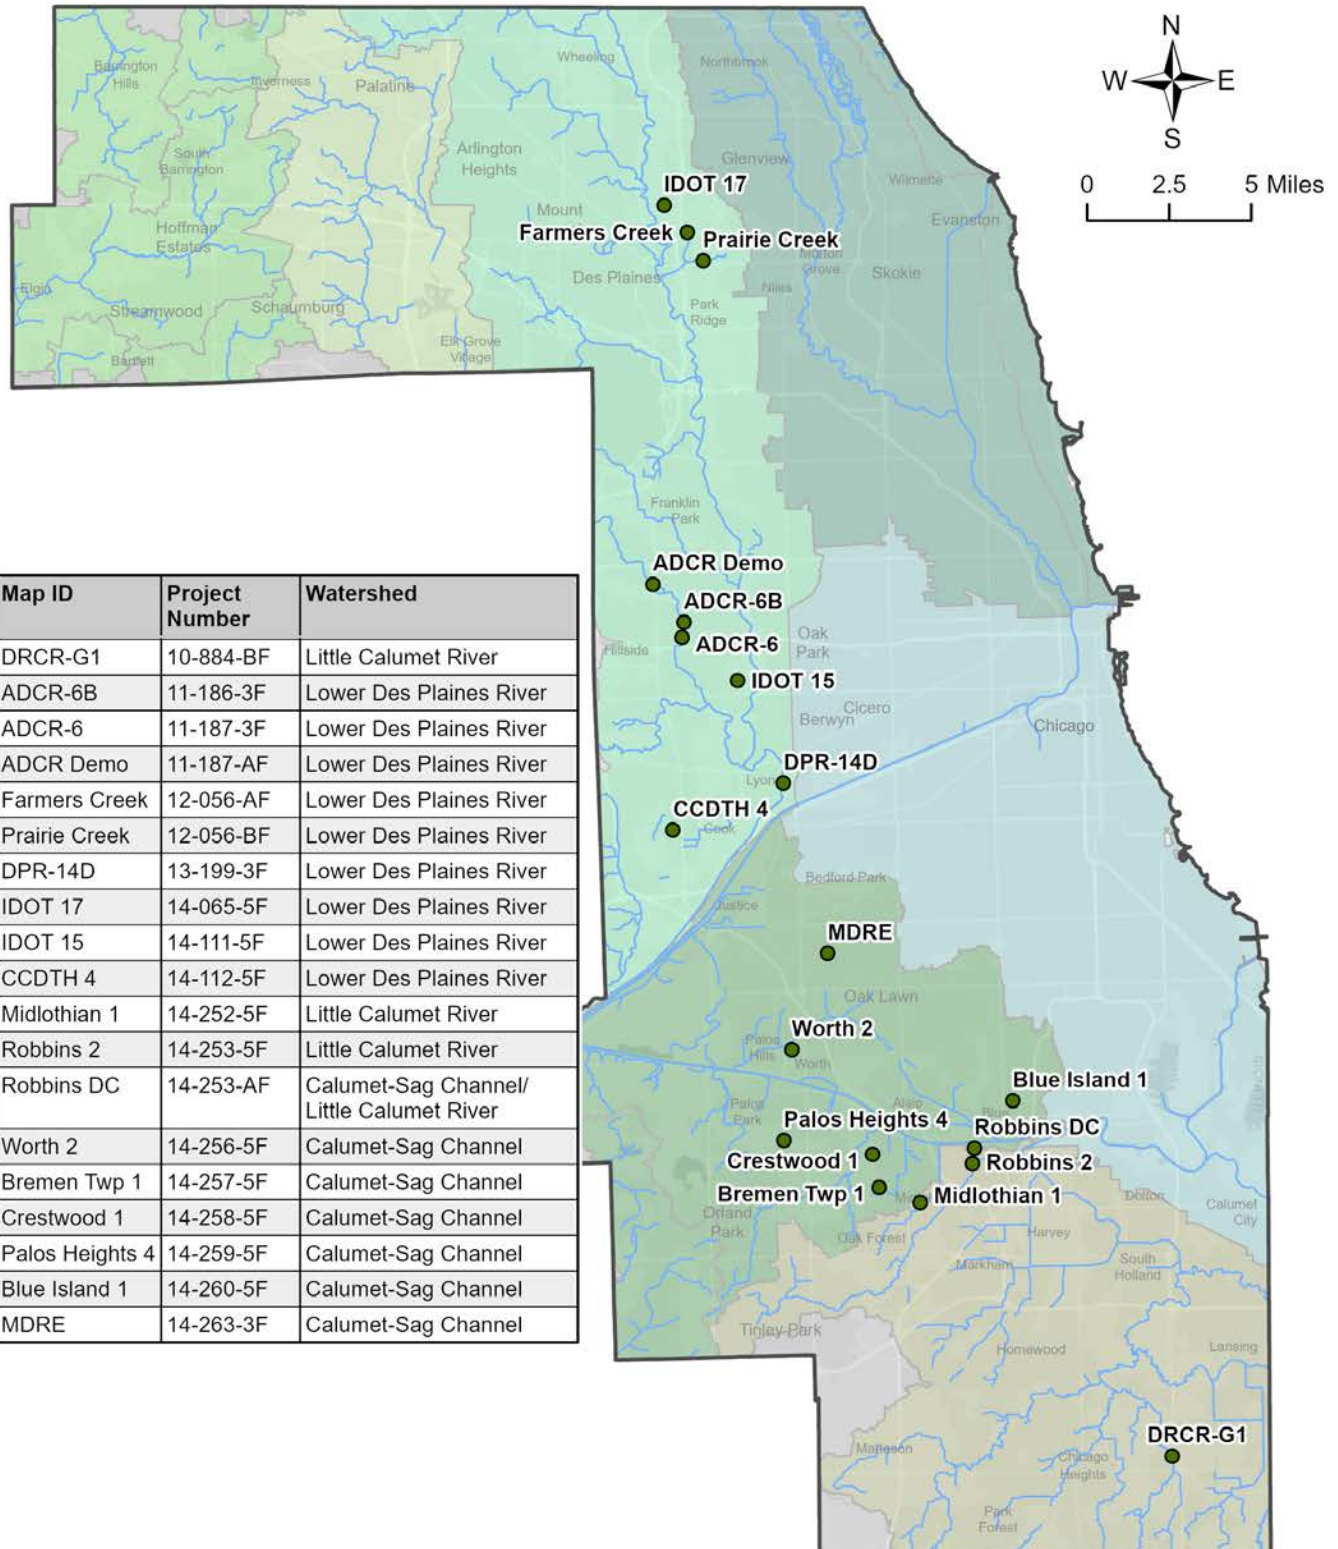 N
W E
S
0 2.5 5 Miles
Barrington
Hills
Inverness
Palatine
Wheeling
Northbrook
South
Barrington
Arlington
Heights
Glenview
Wilmette
IDOT 17
Hoffman
Estates
Mount
Farmers Creek
Prairie Creek
Evanston
Morton
Grove
Skokie
Des Plaines
Niles
Elgin
Streamwood
Schaumburg
Park
Ridge
Bartlett
Elk Grove
Village
Franklin
Park
ADCR Demo
ADCR-6B
Hillside
ADCR-6
Oak
Park
IDOT 15
Cicero
Berwyn
Chicago
DPR-14D
CCDTH 4
Cook
Bedford Park
Justice
MDRE
Oak Lawn
Worth 2
Palos
Hills
Worth
Blue Island 1
Palos
Park
Alsip
Blue
Palos Heights 4
Robbins DC
Crestwood 1
Robbins 2
Bremen Twp 1
Midlothian 1
Dolton
Calumet
City
Orland
Park
Oak Forest
Harvey
Markham
South
Holland
Tinley Park
Homewood
Lansing
DRCR-G1
Matteson
Chicago
Heights
Park
Forest
Map ID Project Number Watershed
DRCR-G1 10-884-BF Little Calumet River
ADCR-6B 11-186-3F Lower Des Plaines River
ADCR-6 11-187-3F Lower Des Plaines River
ADCR Demo 11-187-AF Lower Des Plaines River
Farmers Creek 12-056-AF Lower Des Plaines River
Prairie Creek 12-056-BF Lower Des Plaines River
DPR-14D 13-199-3F Lower Des Plaines River
IDOT 17 14-065-5F Lower Des Plaines River
IDOT 15 14-111-5F Lower Des Plaines River
CCDTH 4 14-112-5F Lower Des Plaines River
Midlothian 1 14-252-5F Little Calumet River
Robbins 2 14-253-5F Little Calumet River
Robbins DC 14-253-AF Calumet-Sag Channel/
Little Calumet River
Worth 2 14-256-5F Calumet-Sag Channel
Bremen Twp 1 14-257-5F Calumet-Sag Channel
Crestwood 1 14-258-5F Calumet-Sag Channel
Palos Heights 4 14-259-5F Calumet-Sag Channel
Blue Island 1 14-260-5F Calumet-Sag Channel
MDRE 14-263-3F Calumet-Sag Channel